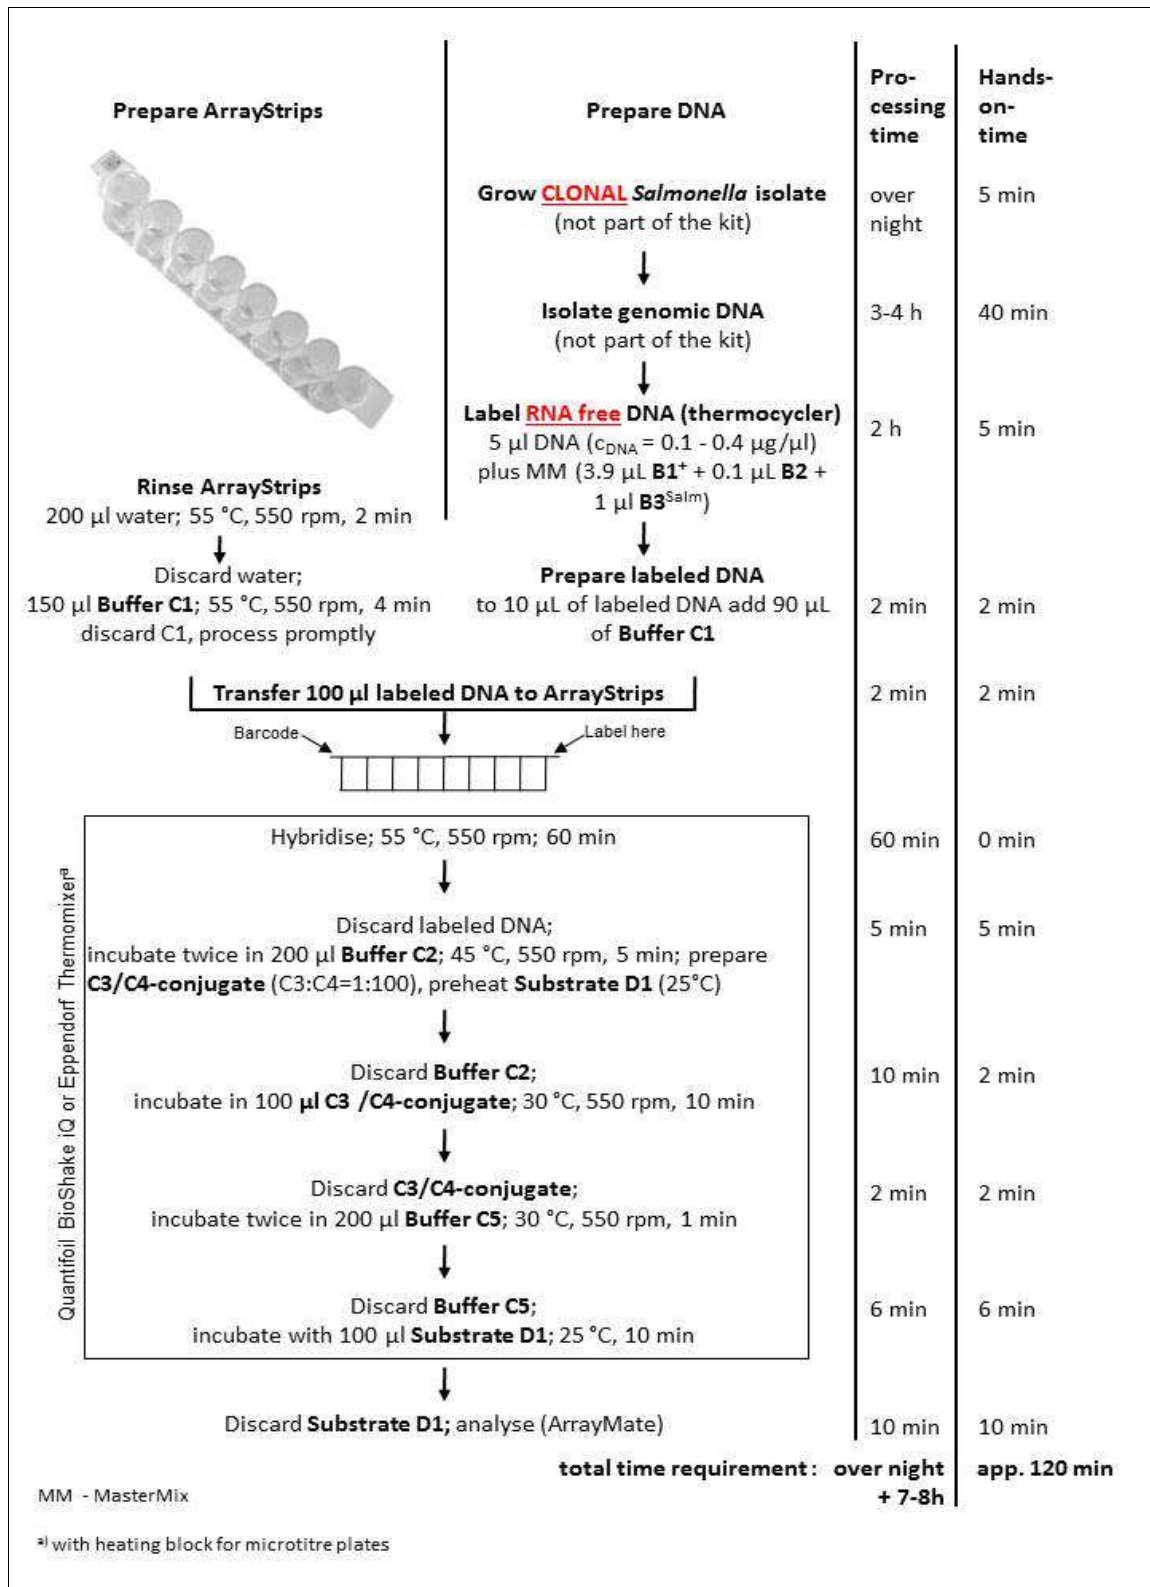 Prepare ArrayStrips
Prepare DNA
Pro-
cessing
time
Hands-
on-
time
Grow CLONAL Salmonella isolate
(not part of the kit)
over
night
5 min
Isolate genomic DNA
(not part of the kit)
3-4 h
40 min
Label RNA free DNA (thermocycler)
5 µl DNA (cDNA = 0.1 - 0.4 µg/µl)
plus MM (3.9 µL B1⁺ + 0.1 µL B2 +
1 µl B3Salm)
2 h
5 min
Rinse ArrayStrips
200 µl water; 55 °C, 550 rpm, 2 min
Discard water;
150 µl Buffer C1; 55 °C, 550 rpm, 4 min
discard C1, process promptly
Prepare labeled DNA
to 10 µL of labeled DNA add 90 µL
of Buffer C1
2 min
2 min
Transfer 100 µl labeled DNA to ArrayStrips
2 min
2 min
Barcode
Label here
Quantifoil BioShake iQ or Eppendorf Thermomixerª
Hybridise; 55 °C, 550 rpm; 60 min
60 min
0 min
Discard labeled DNA;
incubate twice in 200 µl Buffer C2; 45 °C, 550 rpm, 5 min; prepare
C3/C4-conjugate (C3:C4=1:100), preheat Substrate D1 (25°C)
5 min
5 min
Discard Buffer C2;
incubate in 100 µl C3 /C4-conjugate; 30 °C, 550 rpm, 10 min
10 min
2 min
Discard C3/C4-conjugate;
incubate twice in 200 µl Buffer C5; 30 °C, 550 rpm, 1 min
2 min
2 min
Discard Buffer C5;
incubate with 100 µl Substrate D1; 25 °C, 10 min
6 min
6 min
Discard Substrate D1; analyse (ArrayMate)
10 min
10 min
total time requirement: over night
+ 7-8h
app. 120 min
MM - MasterMix
a) with heating block for microtitre plates